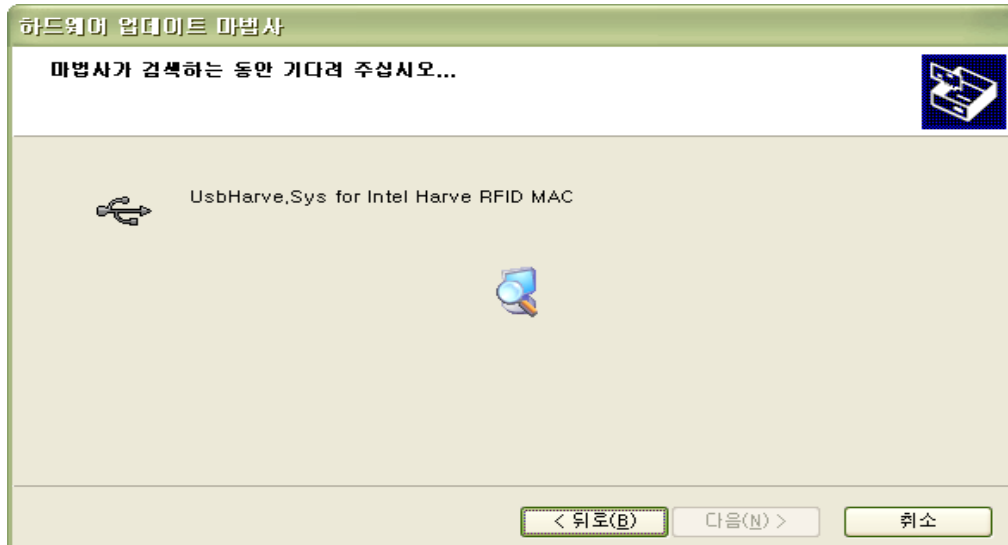 하드웨어 업데이트 마법사
마법사가 검색하는 동안 기다려 주십시오...
UsbHarve.Sys for Intel Harve RFID MAC
< 뒤로(B)
다음(N) >
취소